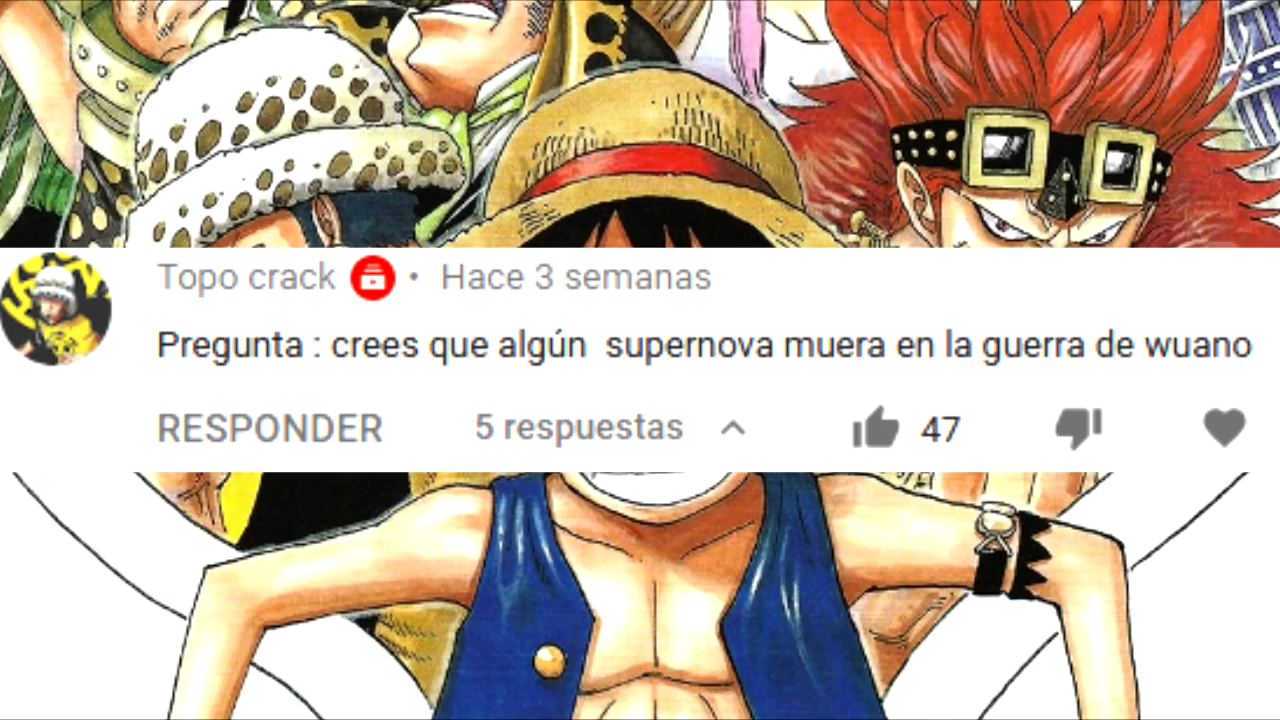 Topo crack • Hace 3 semanas
Pregunta : crees que algún supernova muera en la guerra de wuano
RESPONDER 5 respuestas 47